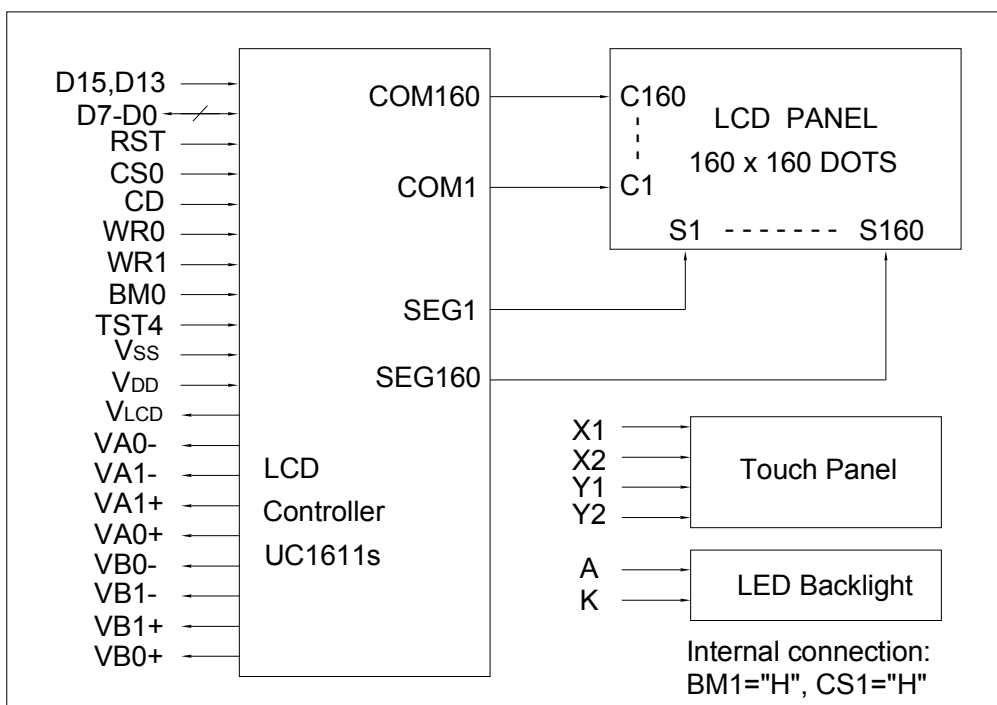 D15,D13
D7-D0
RST
CS0
CD
WR0
WR1
BM0
TST4
VSS
VDD
VLCD
VA0-
VA1-
VA1+
VA0+
VB0-
VB1-
VB1+
VB0+
COM160
COM1
SEG1
SEG160
LCD
Controller
UC1611s
C160
C1
LCD PANEL
160 x 160 DOTS
S1 - - - - - - - S160
X1
X2
Y1
Y2
Touch Panel
A
K
LED Backlight
Internal connection:
BM1="H", CS1="H"